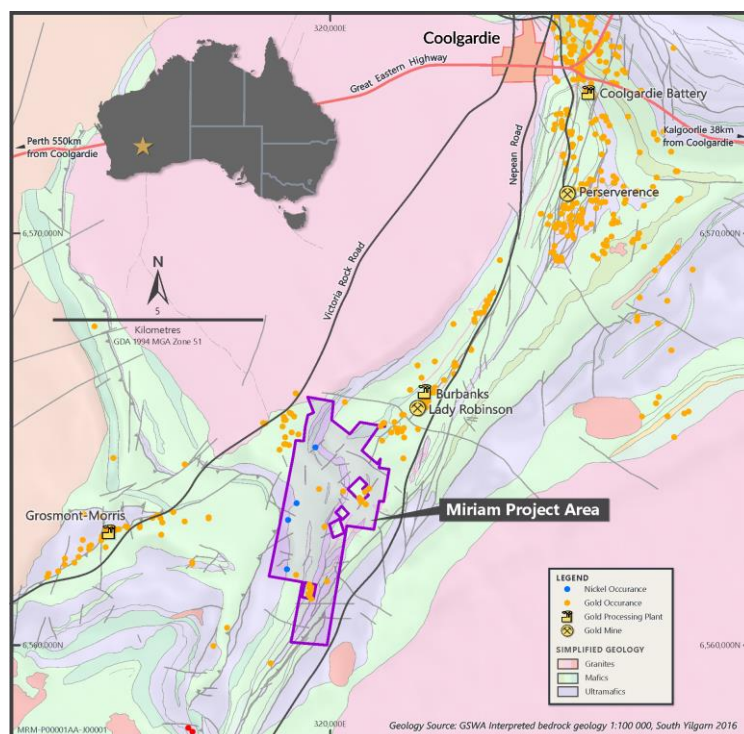 320,000E
Coolgardie
Great Eastern Highway
Coolgardie Battery
Perth 550km
from Coolgardie
Kalgoorlie 38km
from Coolgardie
Nepean Road
Perserverence
6,570,000N
6,570,000N
Victoria Rock Road
N
5
Kilometres
GDA 1994 MGA Zone 51
Burbanks
Lady Robinson
Grosmont-Morris
Miriam Project Area
LEGEND
Nickel Occurance
Gold Occurance
Gold Processing Plant
Gold Mine
SIMPLIFIED GEOLOGY
Granites
Mafics
Ultramafics
6,560,000N
6,560,000N
MRM-P00001AA-J00001
320,000E
Geology Source: GSWA Interpreted bedrock geology 1:100 000, South Yilgarn 2016